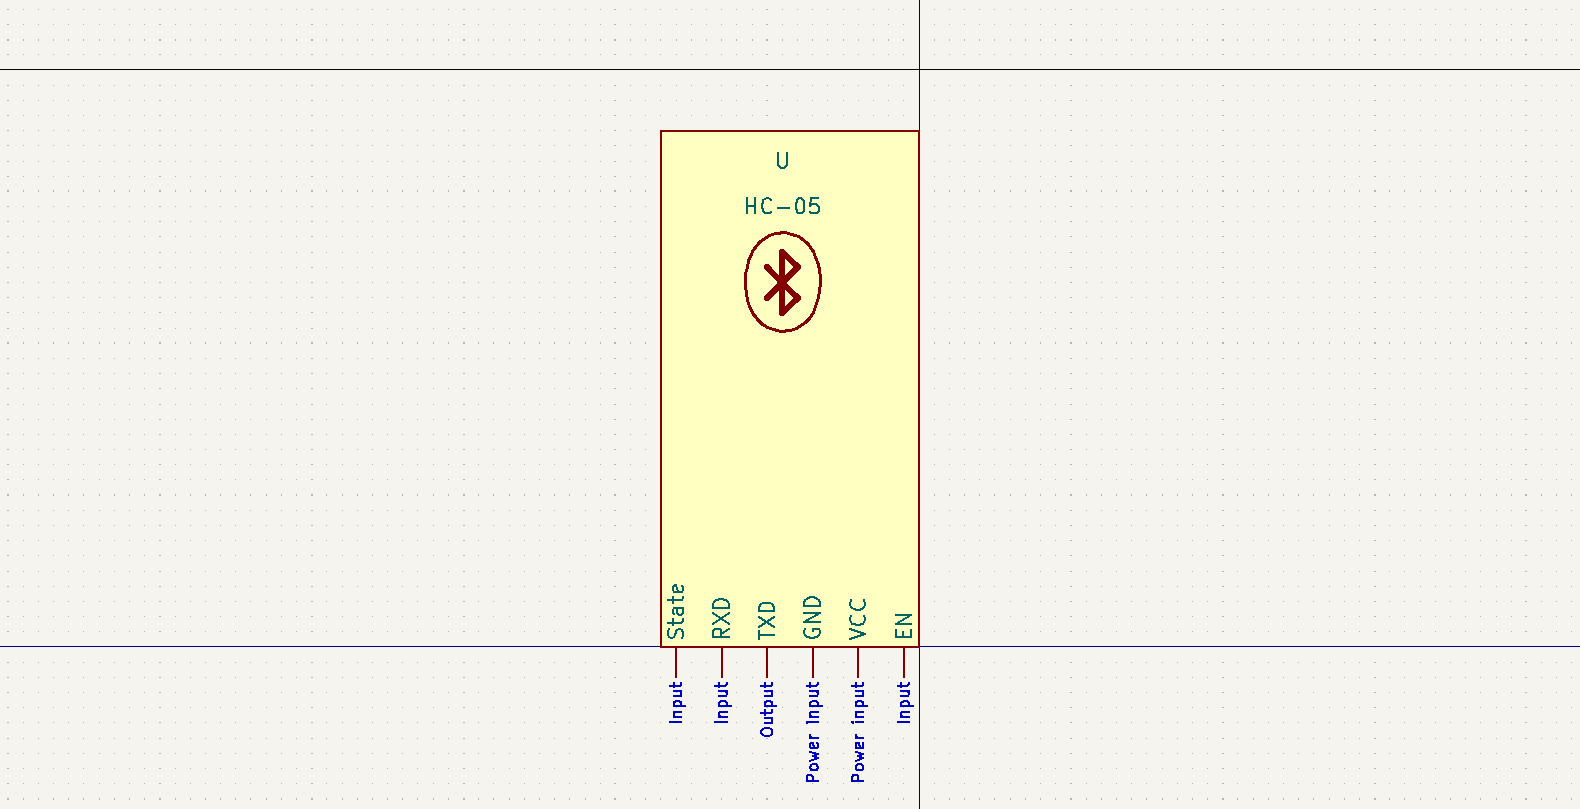 U
HC-05
State
RXD
TXD
GND
VCC
EN
Input
Input
Output
Power Input
Power input
Input